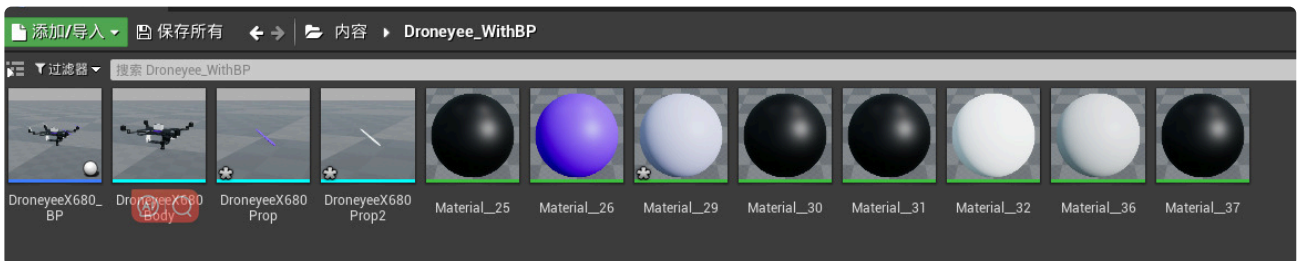 添加/导入 保存所有 内容 Droneyee_WithBP
过滤器 搜索 Droneyee_WithBP
DroneyeeX680_
BP
DroneyeeX680
Body
DroneyeeX680
Prop
DroneyeeX680
Prop2
Material__25
Material__26
Material__29
Material__30
Material__31
Material__32
Material__36
Material__37